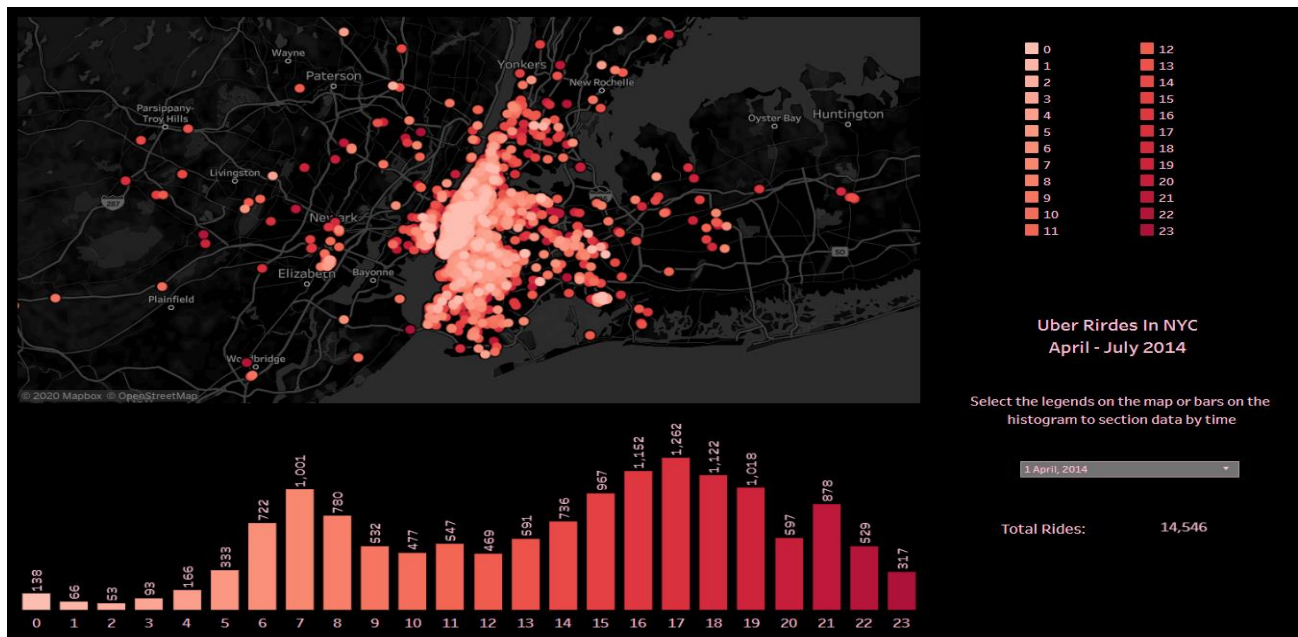 Wayne
Paterson
Yonkers
New Rochelle
Parsippany-
Troy Hills
Oyster Bay
Huntington
Livingston
287
Newark
50
Elizabeth
Bayonne
Plainfield
© 2020 Mapbox © OpenStreetMap
0 12
1 13
2 14
3 15
4 16
5 17
6 18
7 19
8 20
9 21
10 22
11 23
Uber Rirdes In NYC
April - July 2014
Select the legends on the map or bars on the
histogram to section data by time
1 April, 2014
Total Rides: 14,546
138 66 53 93 166 333 722 1,001 780 532 477 547 469 591 736 967 1,152 1,262 1,122 1,018 597 878 529 317
0 1 2 3 4 5 6 7 8 9 10 11 12 13 14 15 16 17 18 19 20 21 22 23